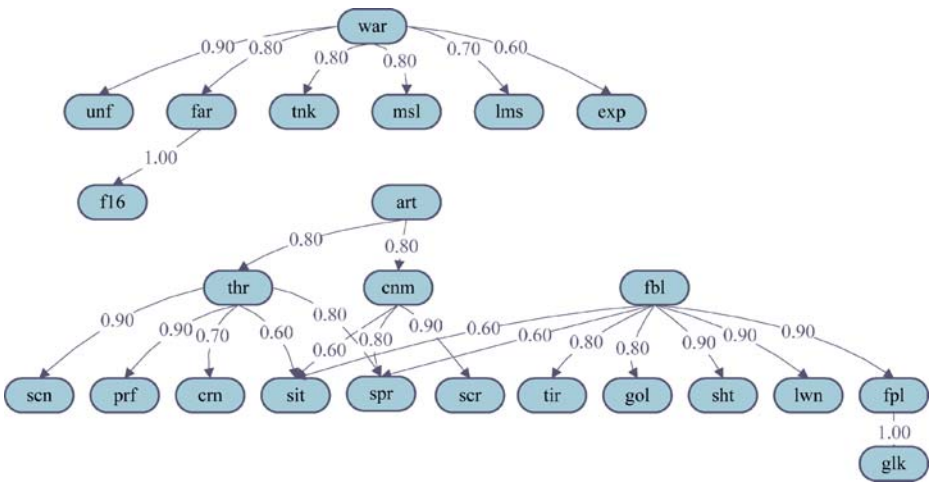 war
0.90 0.80 0.80 0.80 0.70 0.60
unf far tnk msl lms exp
1.00
f16 art
0.80 0.80
thr cnm fbl
0.90 0.90 0.70 0.60 0.80 0.60 0.80 0.90 0.60 0.60 0.80 0.80 0.90 0.90 0.90
scn prf crn sit spr scr tir gol sht lwn fpl
1.00
glk